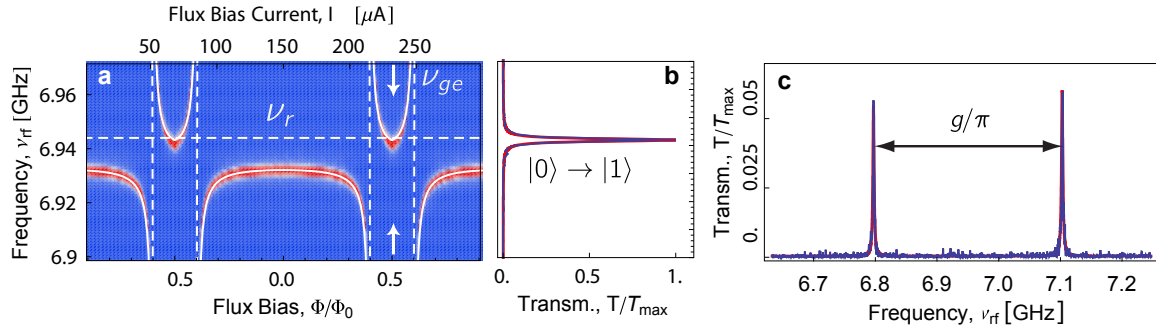 Flux Bias Current, I [μA]
50 100 150 200 250
a
Frequency, ν_rf [GHz]
6.96
6.94
6.92
6.9
ν_ge
ν_r
0.5 0.0 0.5
Flux Bias, Φ/Φ_0
b
|0⟩ → |1⟩
0. 0.5 1.
Transm., T/T_max
c
Transm., T/T_max
0.05
0.025
0.
g/π
6.7 6.8 6.9 7.0 7.1 7.2
Frequency, ν_rf [GHz]